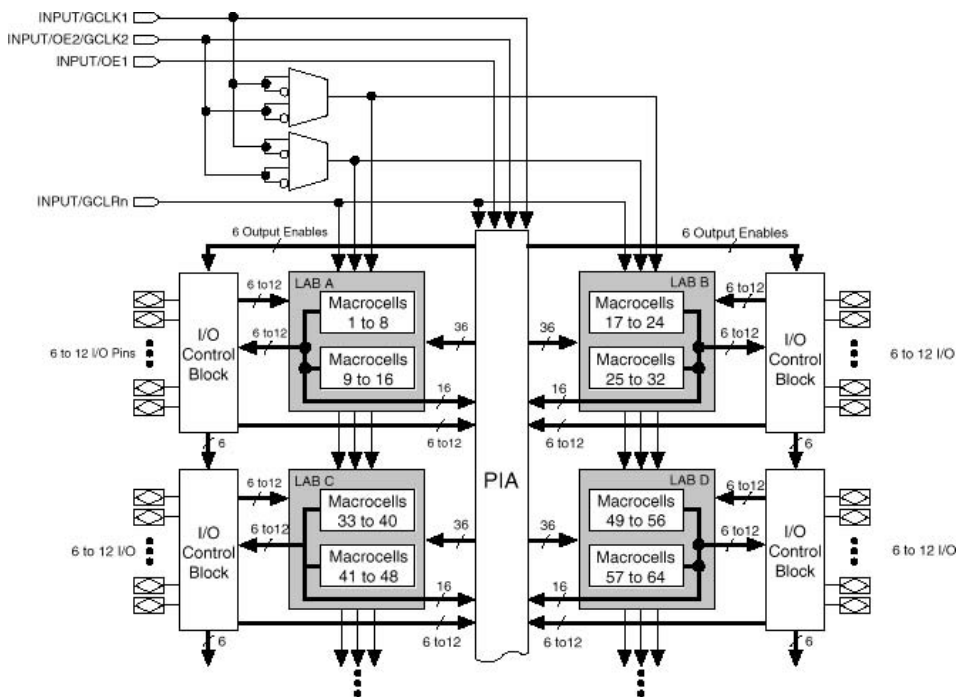 INPUT/GCLK1
INPUT/OE2/GCLK2
INPUT/OE1
INPUT/GCLRn
6 Output Enables
6 Output Enables
LAB A
LAB B
6 to12
6 to12
Macrocells
1 to 8
Macrocells
17 to 24
6 to12
6 to12
36
36
6 to 12 I/O Pins
I/O
Control
Block
Macrocells
9 to 16
Macrocells
25 to 32
I/O
Control
Block
6 to 12 I/O
16
16
6 to12
6 to12
6
6
PIA
LAB C
LAB D
6 to12
6 to12
Macrocells
33 to 40
Macrocells
49 to 56
6 to12
6 to12
36
36
6 to 12 I/O
I/O
Control
Block
Macrocells
41 to 48
Macrocells
57 to 64
I/O
Control
Block
6 to 12 I/O
16
16
6 to12
6 to12
6
6